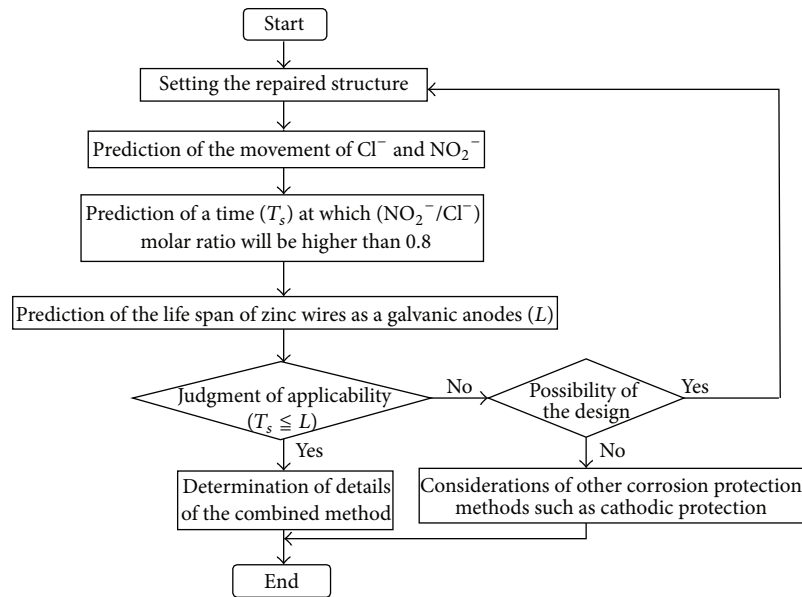 Start
Setting the repaired structure
Prediction of the movement of Cl⁻ and NO₂⁻
Prediction of a time (Tₛ) at which (NO₂⁻/Cl⁻)
molar ratio will be higher than 0.8
Prediction of the life span of zinc wires as a galvanic anodes (L)
Judgment of applicability
(Tₛ ≦ L)
No
Possibility of
the design
Yes
Yes
No
Determination of details
of the combined method
Considerations of other corrosion protection
methods such as cathodic protection
End